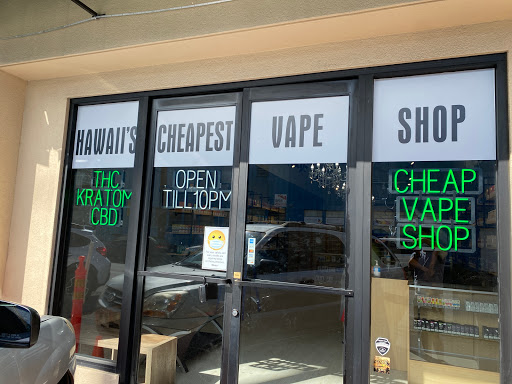 HAWAII'S CHEAPEST VAPE SHOP
THC
KRATOM
CBD
OPEN
TILL 10PM
CHEAP
VAPE
SHOP